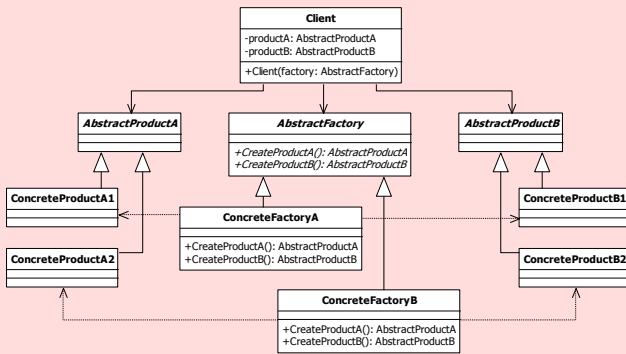 Client
-productA: AbstractProductA
-productB: AbstractProductB
+Client(factory: AbstractFactory)
AbstractProductA
AbstractFactory
+CreateProductA(): AbstractProductA
+CreateProductB(): AbstractProductB
AbstractProductB
ConcreteProductA1
ConcreteFactoryA
+CreateProductA(): AbstractProductA
+CreateProductB(): AbstractProductB
ConcreteProductB1
ConcreteProductA2
ConcreteProductB2
ConcreteFactoryB
+CreateProductA(): AbstractProductA
+CreateProductB(): AbstractProductB